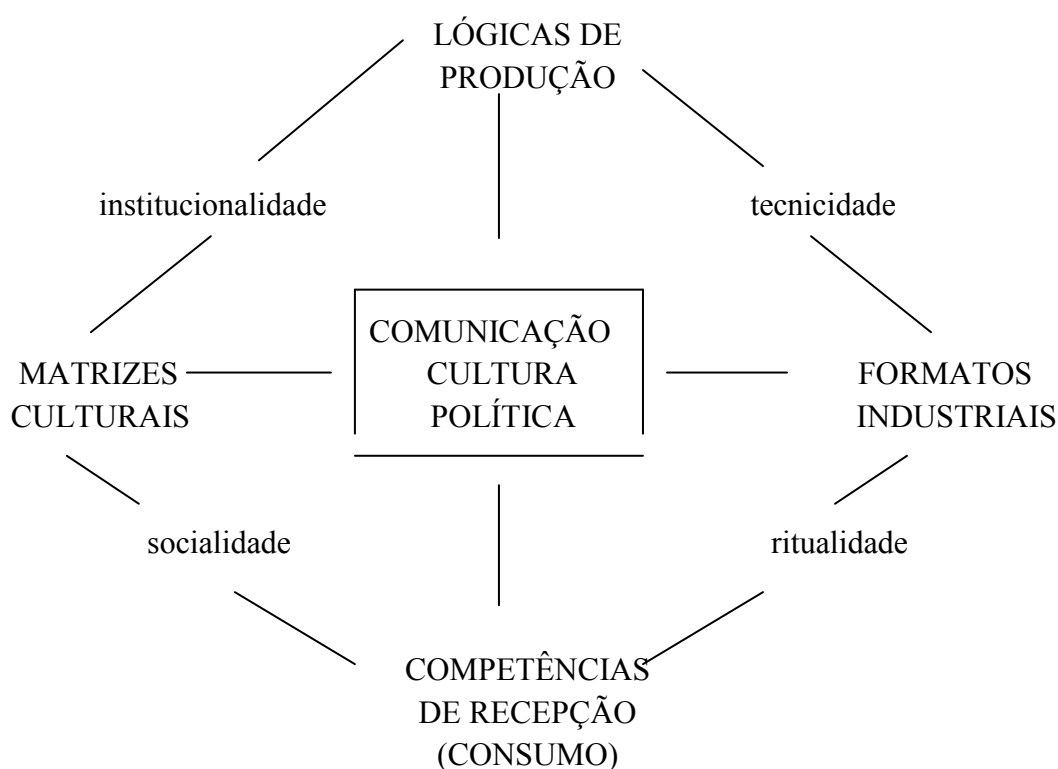 LÓGICAS DE
PRODUÇÃO
institucionalidade
tecnicidade
COMUNICAÇÃO
CULTURA
POLÍTICA
MATRIZES
CULTURAIS
FORMATOS
INDUSTRIAIS
socialidade
ritualidade
COMPETÊNCIAS
DE RECEPÇÃO
(CONSUMO)